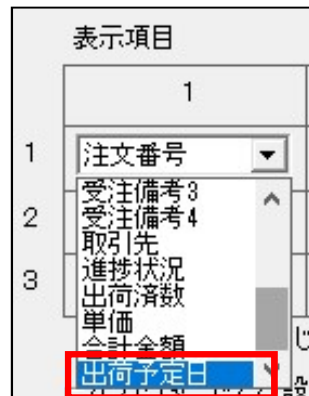 表示項目
1
1
注文番号
受注備考3
受注備考4
2
取引先
進捗状況
3
出荷済数
単価
合計金額
じ
出荷予定日
設